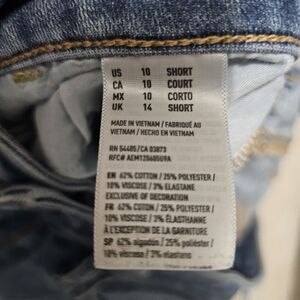 US 10 SHORT
CA 10 COURT
MX 10 CORTO
UK 14 SHORT
MADE IN VIETNAM / FABRIQUÉ AU
VIETNAM / HECHO EN VIETNAM
RN 54485/CA 03873
RFC# AEM120605U9A
EN 62% COTTON / 25% POLYESTER /
10% VISCOSE / 3% ELASTANE
EXCLUSIVE OF DECORATION
FR 62% COTON / 25% POLYESTER /
10% VISCOSE / 3% ÉLASTHANNE
À L'EXCEPTION DE LA GARNITURE
SP 62% algodón / 25% poliéster /
10% viscosa / 3% elastano